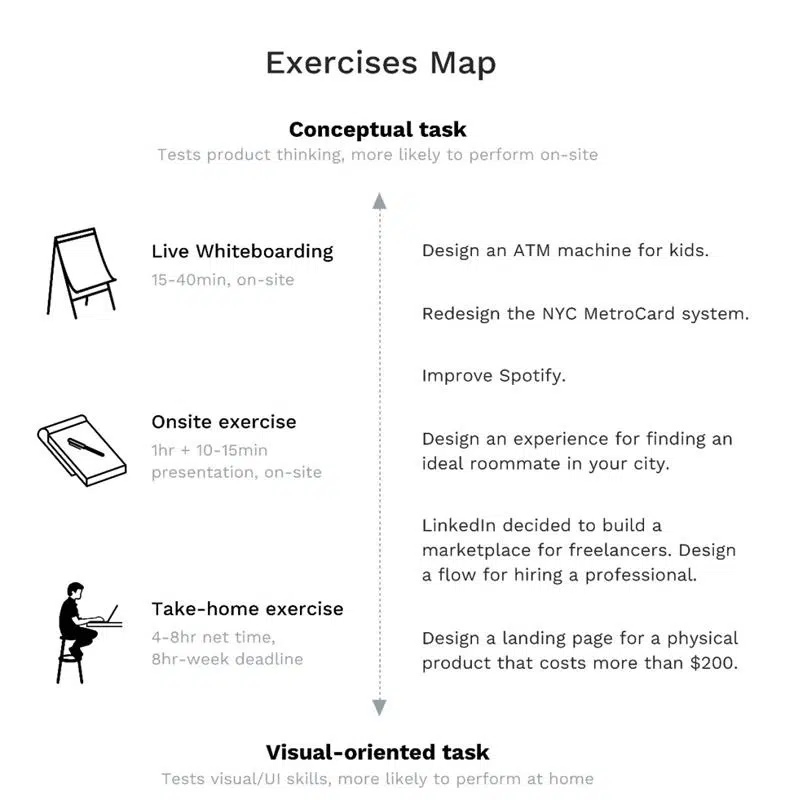 Exercises Map
Conceptual task
Tests product thinking, more likely to perform on-site
Live Whiteboarding
15-40min, on-site
Onsite exercise
1hr + 10-15min
presentation, on-site
Take-home exercise
4-8hr net time,
8hr-week deadline
Design an ATM machine for kids.
Redesign the NYC MetroCard system.
Improve Spotify.
Design an experience for finding an
ideal roommate in your city.
LinkedIn decided to build a
marketplace for freelancers. Design
a flow for hiring a professional.
Design a landing page for a physical
product that costs more than $200.
Visual-oriented task
Tests visual/UI skills, more likely to perform at home